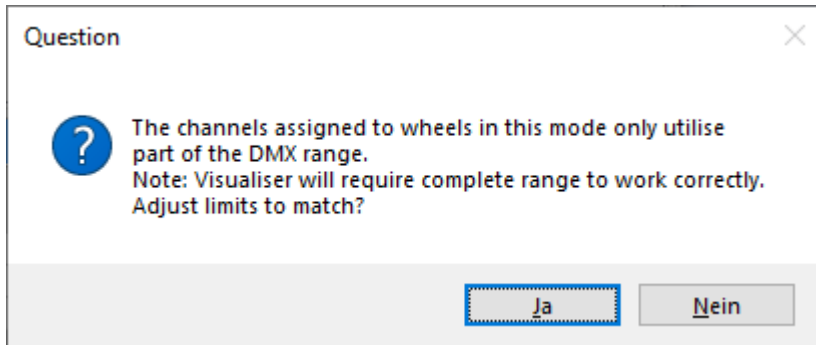 Question
The channels assigned to wheels in this mode only utilise
part of the DMX range.
Note: Visualiser will require complete range to work correctly.
Adjust limits to match?
Ja
Nein